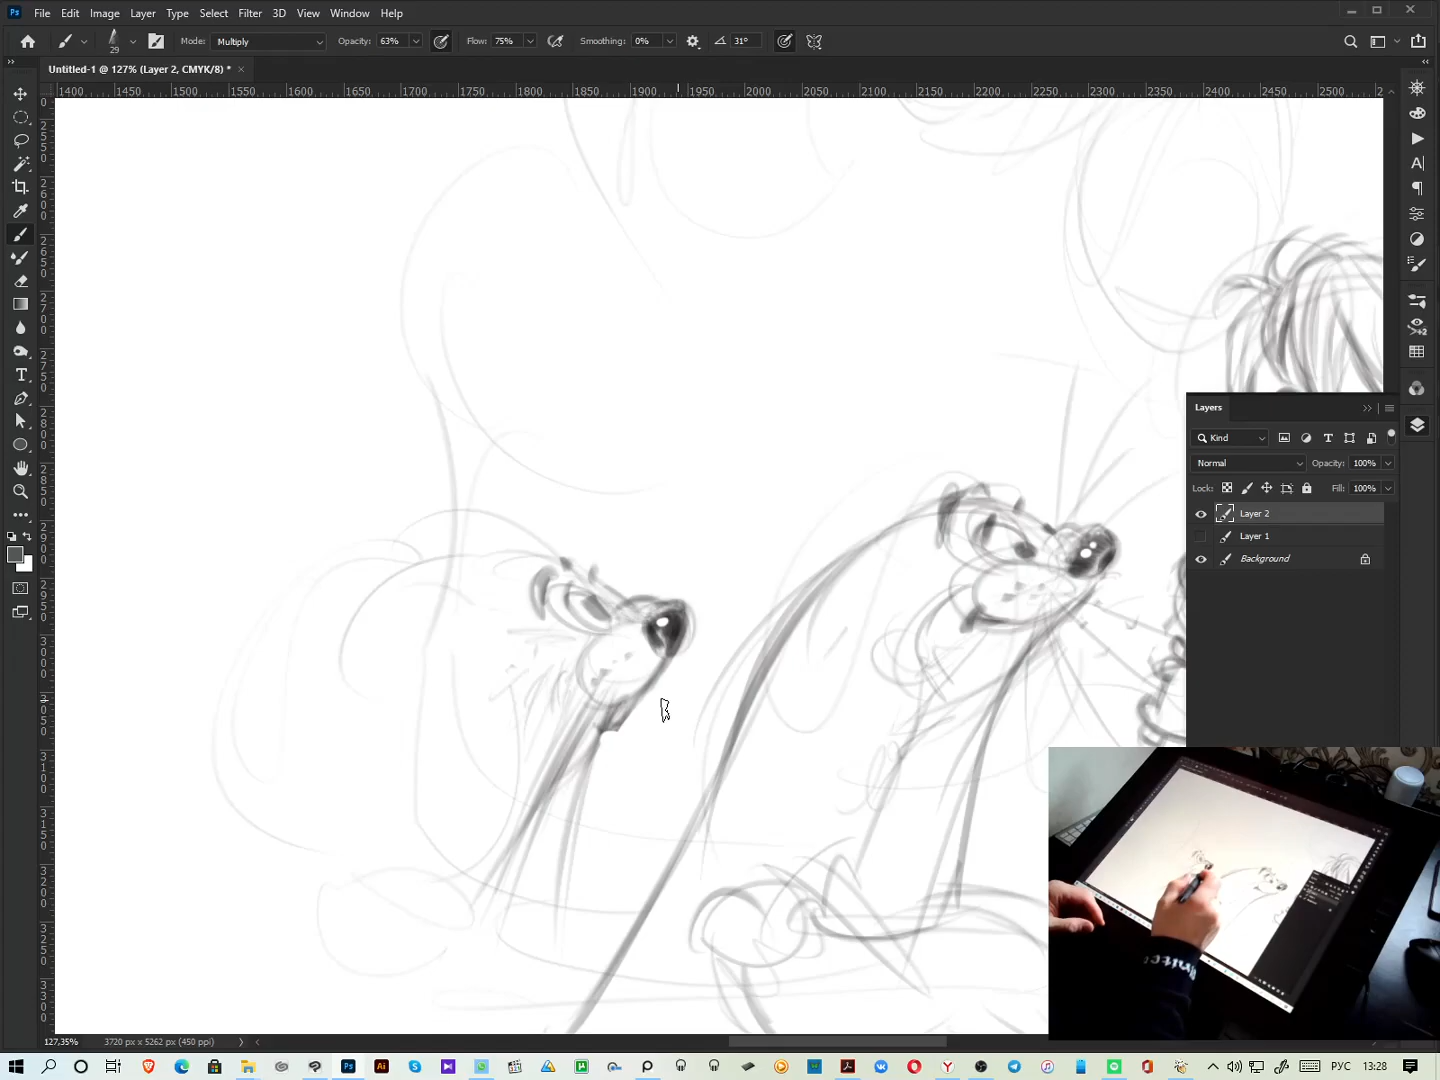 Ps File Edit Image Layer Type Select Filter 3D View Window Help
29 Mode: Multiply Opacity: 63% Flow: 75% Smoothing: 0% 31°
Untitled-1 @ 127% (Layer 2, CMYK/8) *
1400 1450 1500 1550 1600 1650 1700 1750 1800 1850 1900 1950 2000 2050 2100 2150 2200 2250 2300 2350 2400 2450 2500
Layers
Kind
Normal Opacity: 100%
Lock: Fill: 100%
Layer 2
Layer 1
Background
127,35% 3720 px x 5262 px (450 ppi)
РУС 13:28